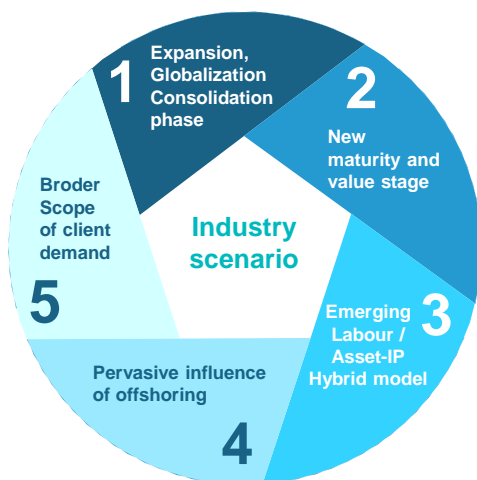 1
Expansion,
Globalization
Consolidation
phase
2
New
maturity and
value stage
3
Emerging
Labour /
Asset-IP
Hybrid model
4
Pervasive influence
of offshoring
5
Broder
Scope
of client
demand
Industry
scenario